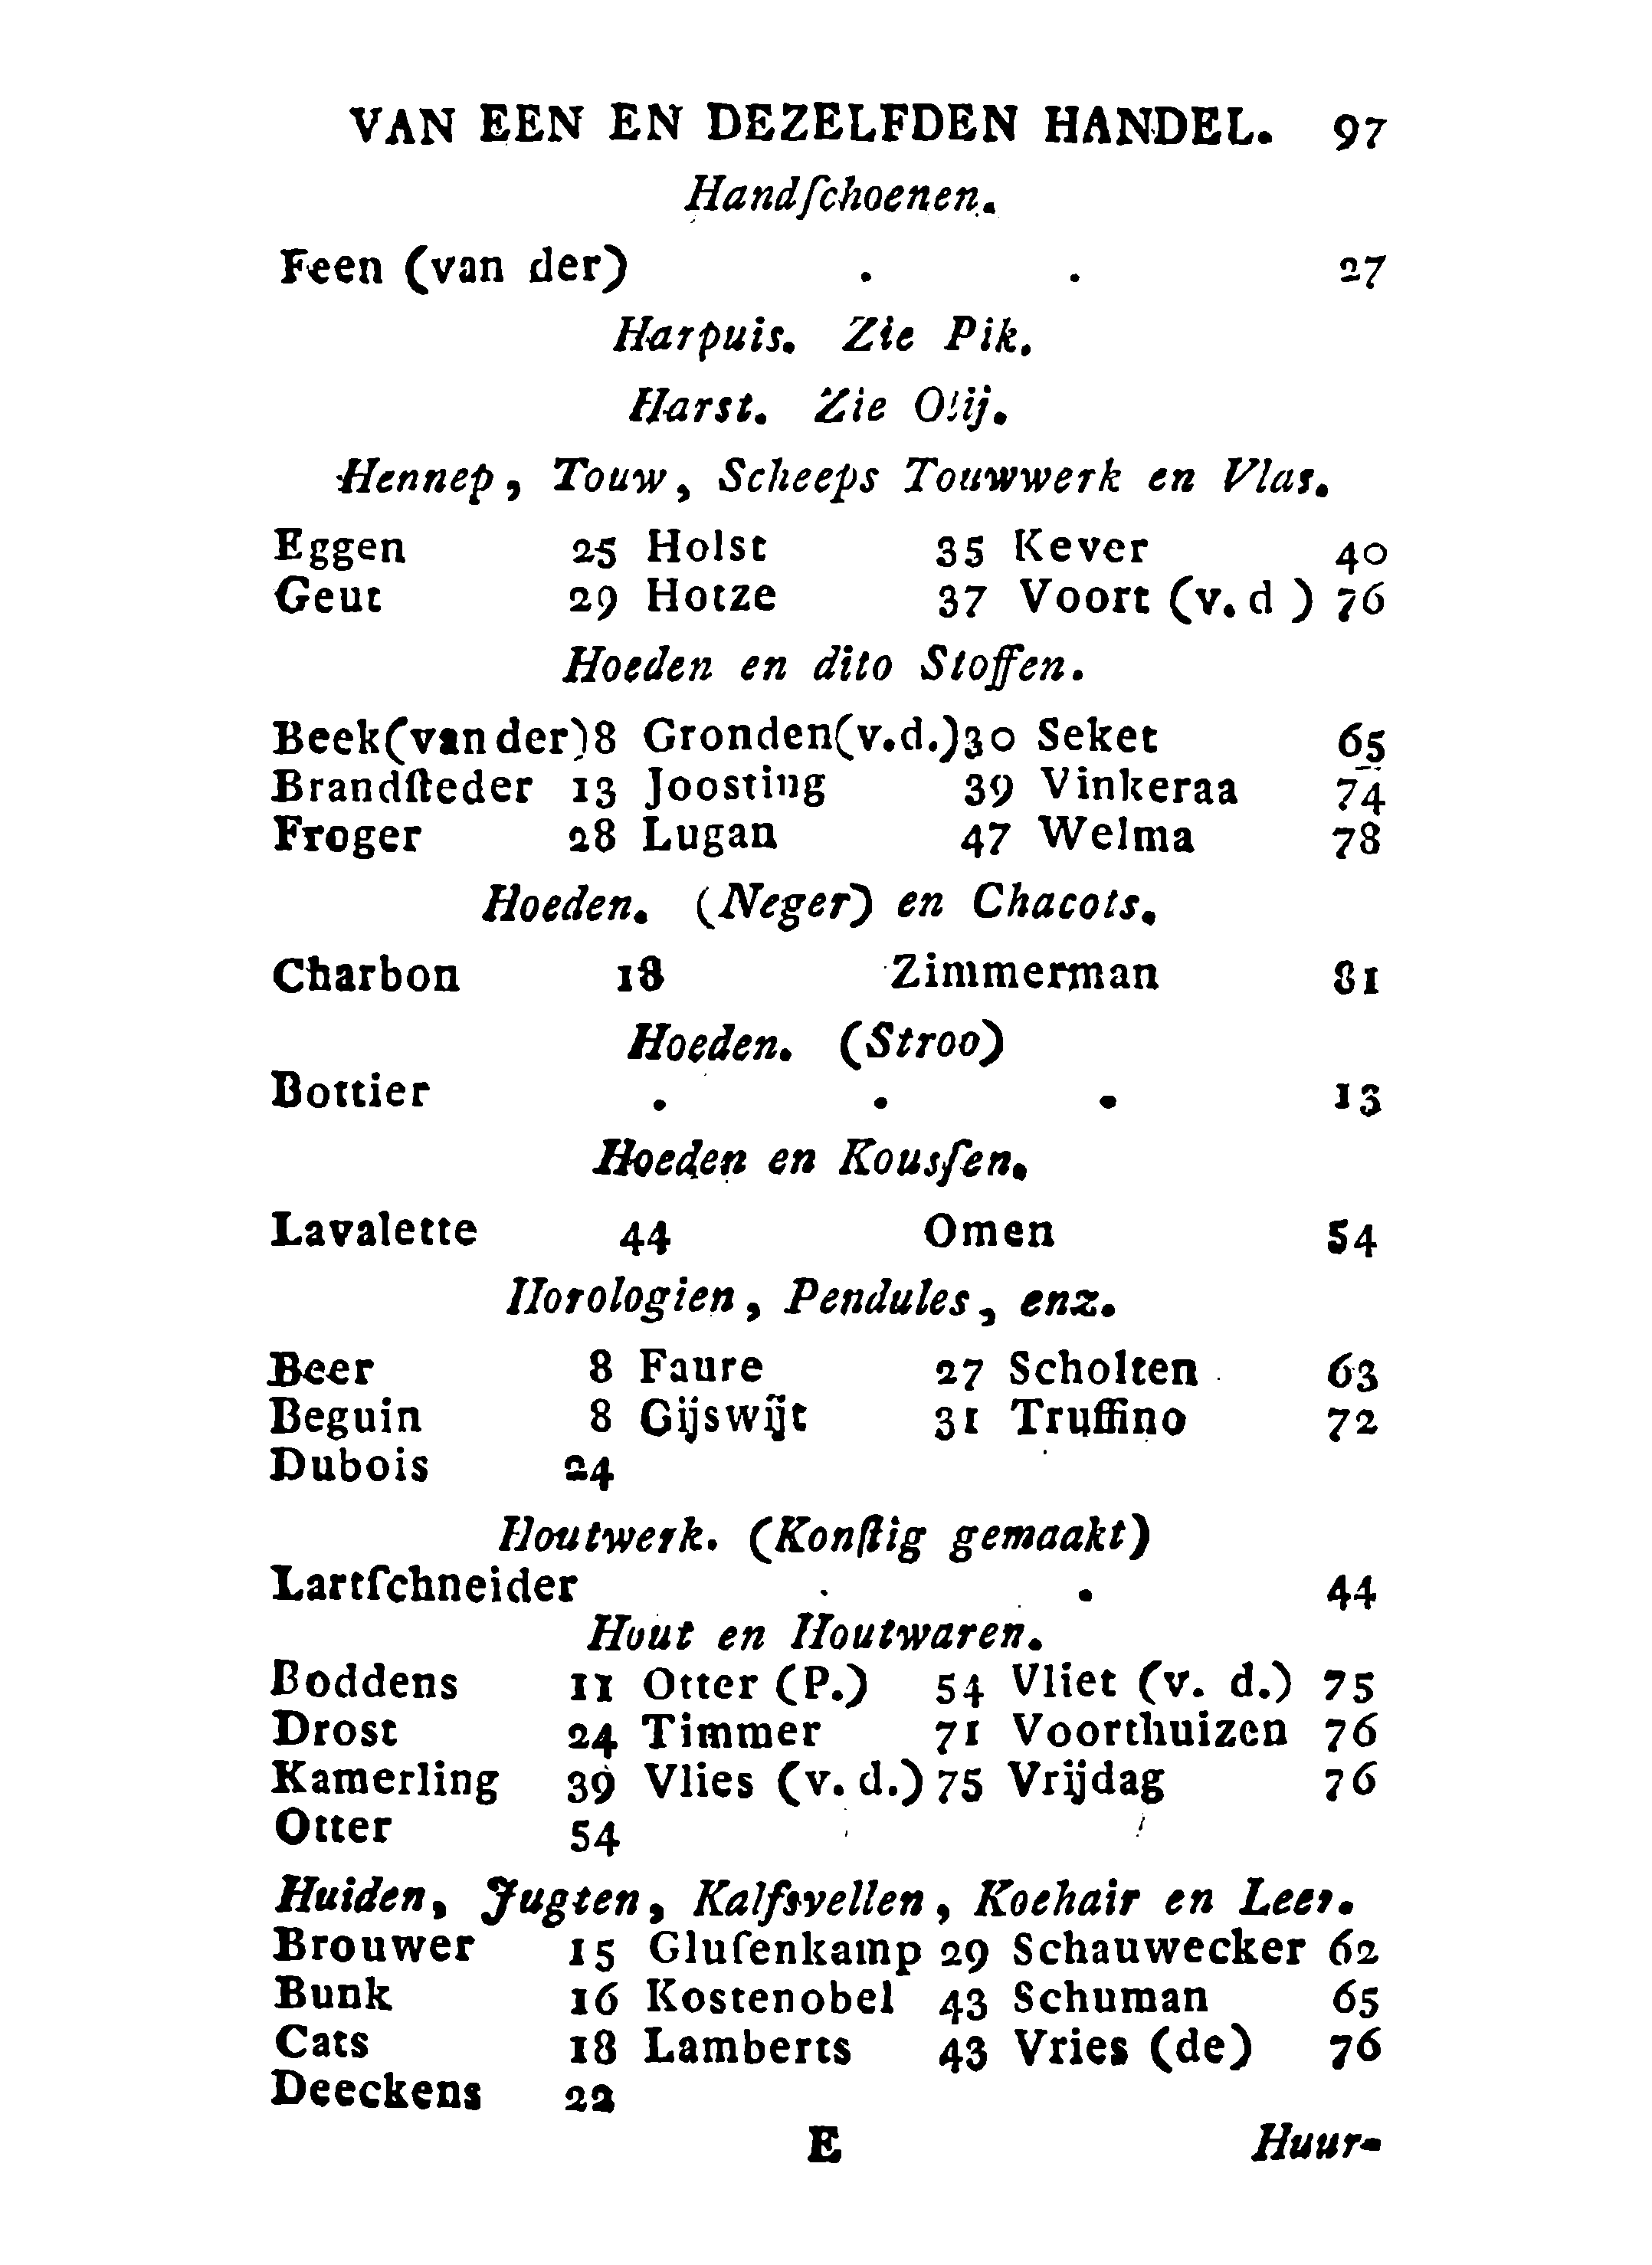 VAN EEN EN DEZELFDEN HANDEL. 97
Handſchoenen.
Feen (van der) . . 27
Harpuis. Zie Pik.
Harst. Zie Olij.
Hennep, Touw, Scheeps Touwwerk en Vlas.
Eggen 25 Holst 35 Kever 40
Geut 29 Hotze 37 Voort (v. d ) 76
Hoeden en dito Stoffen.
Beek (van der) 8 Gronden (v.d.) 30 Seket 65
Brandſteder 13 Joosting 39 Vinkeraa 74
Froger 28 Lugan 47 Welma 78
Hoeden. (Neger) en Chacots.
Charbon 18 Zimmerman 81
Hoeden. (Stroo)
Bottier . . . 13
Hoeden en Kousſen.
Lavalette 44 Omen 54
Horologien, Pendules, enz.
Beer 8 Faure 27 Scholten 63
Beguin 8 Gijswijt 31 Truffino 72
Dubois 24
Houtwerk. (Konſtig gemaakt)
Lartſchneider . . 44
Hout en Houtwaren.
Boddens 11 Otter (P.) 54 Vliet (v. d.) 75
Drost 24 Timmer 71 Voorthuizen 76
Kamerling 39 Vlies (v. d.) 75 Vrijdag 76
Otter 54
Huiden, Jugten, Kalfsvellen, Koehair en Leer.
Brouwer 15 Gluſenkamp 29 Schauwecker 62
Bunk 16 Kostenobel 43 Schuman 65
Cats 18 Lamberts 43 Vries (de) 76
Deeckens 22
E Huur-